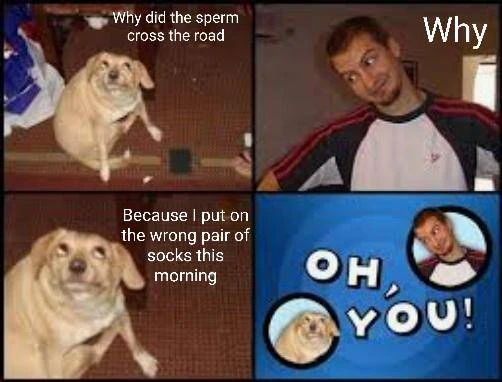 Why did the sperm
cross the road
Why
Because I put on
the wrong pair of
socks this
morning
OH,
YOU!